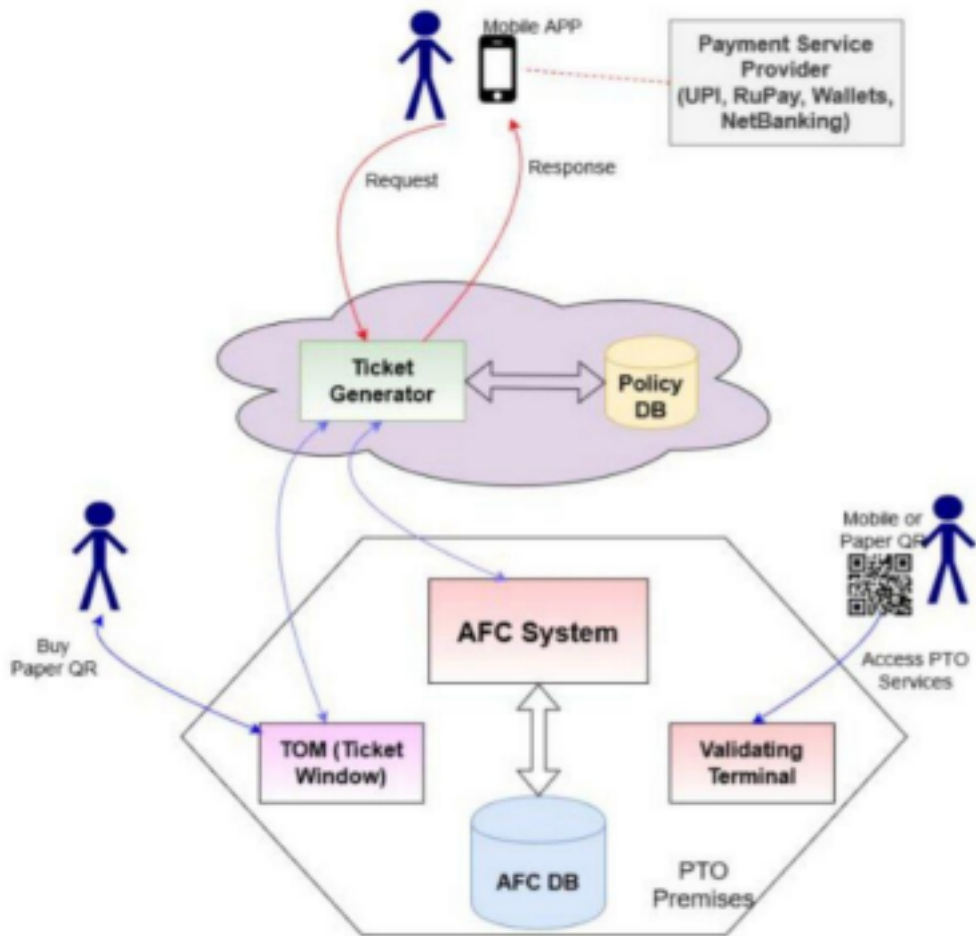 Mobile APP
Payment Service
Provider
(UPI, RuPay, Wallets,
NetBanking)
Request
Response
Ticket
Generator
Policy
DB
Mobile or
Paper QR
Buy
Paper QR
AFC System
Access PTO
Services
TOM (Ticket
Window)
Validating
Terminal
AFC DB
PTO
Premises